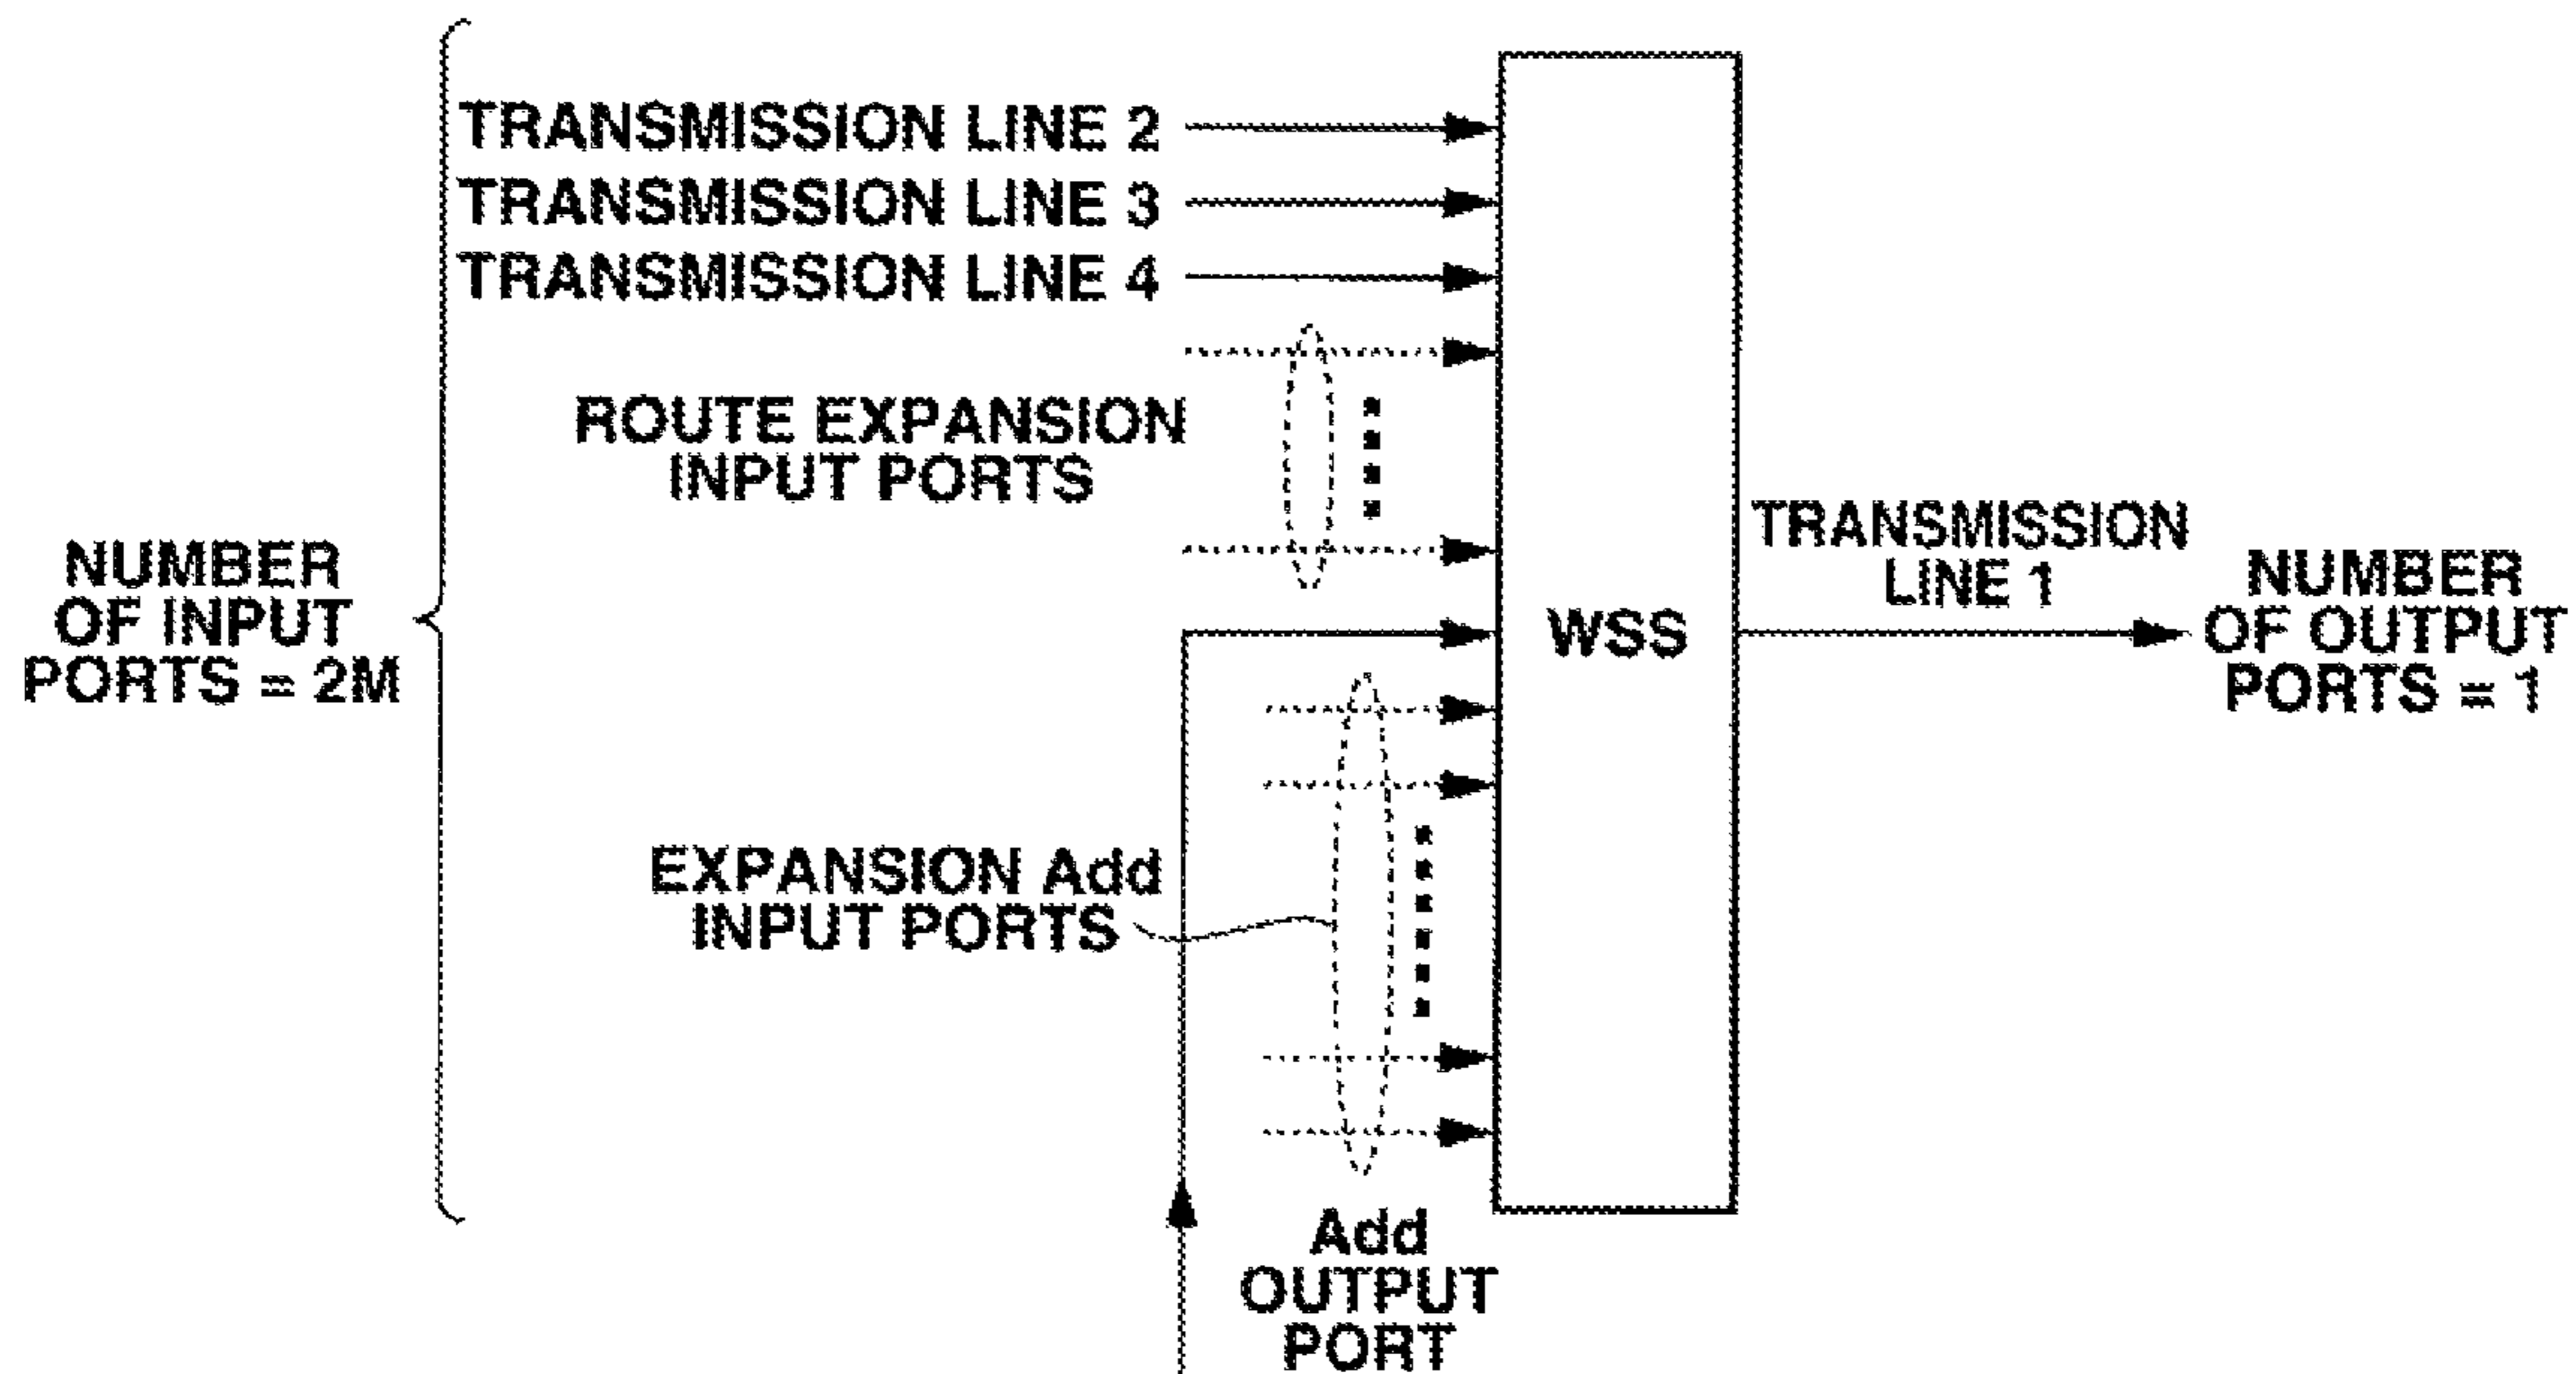 TRANSMISSION LINE 2
TRANSMISSION LINE 3
TRANSMISSION LINE 4
ROUTE EXPANSION
INPUT PORTS
NUMBER
OF INPUT
PORTS = 2M
WSS
TRANSMISSION
LINE 1
NUMBER
OF OUTPUT
PORTS = 1
EXPANSION Add
INPUT PORTS
Add
OUTPUT
PORT